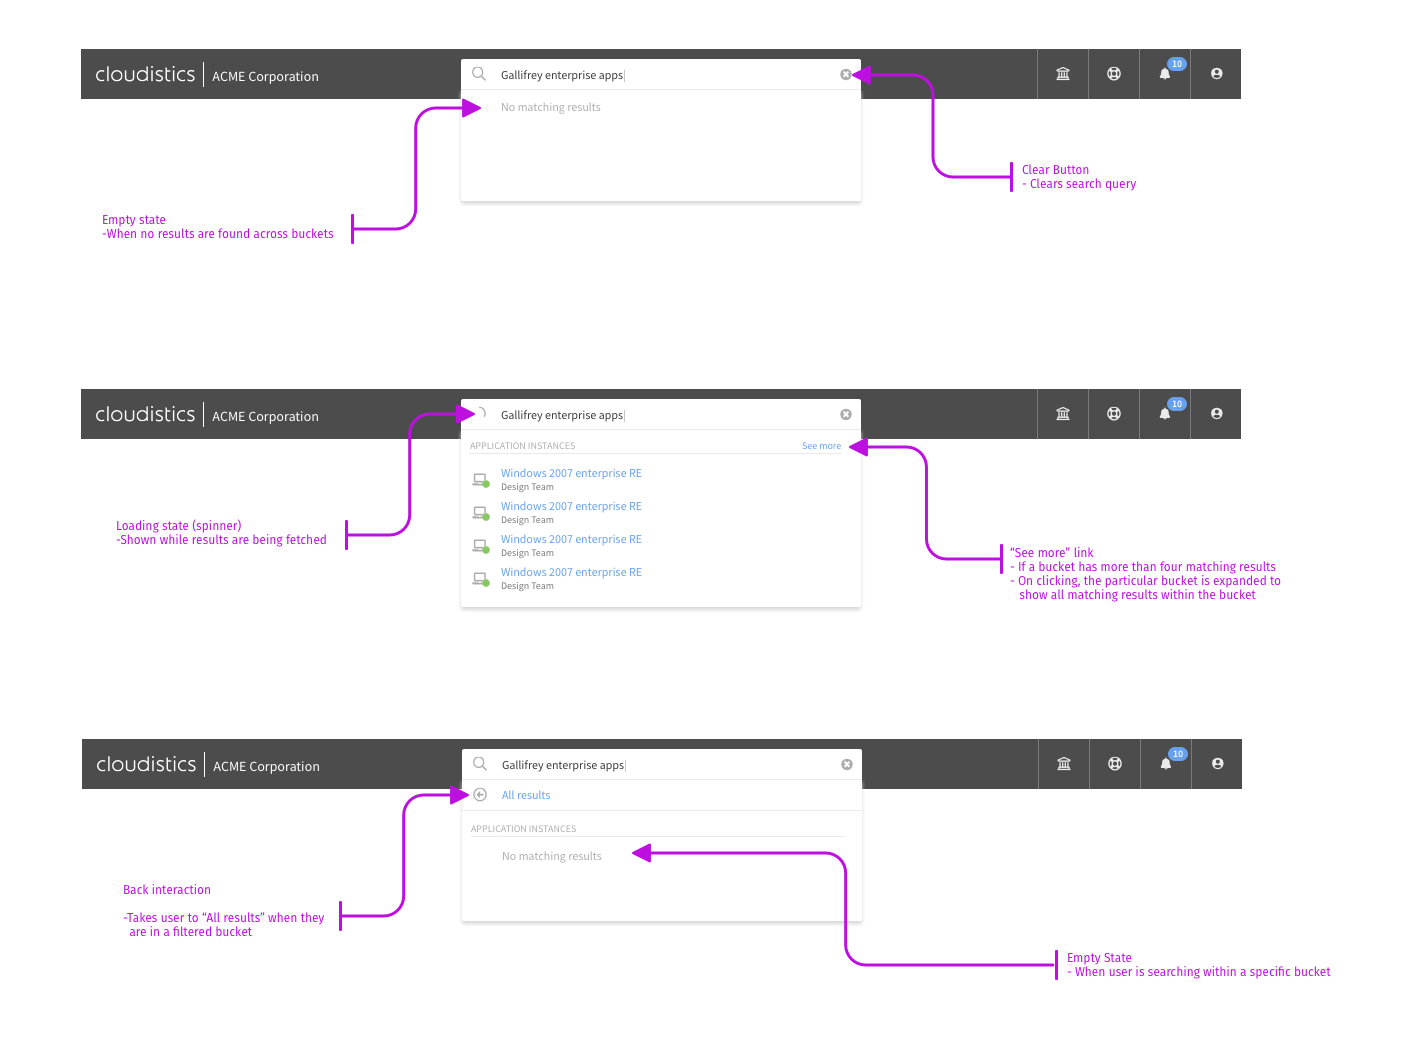 cloudistics | ACME Corporation
Gallifrey enterprise apps
10
No matching results
Clear Button
- Clears search query
Empty state
-When no results are found across buckets
cloudistics | ACME Corporation
Gallifrey enterprise apps
10
APPLICATION INSTANCES
See more
Windows 2007 enterprise RE
Design Team
Windows 2007 enterprise RE
Design Team
Windows 2007 enterprise RE
Design Team
Windows 2007 enterprise RE
Design Team
Loading state (spinner)
-Shown while results are being fetched
“See more” link
- If a bucket has more than four matching results
- On clicking, the particular bucket is expanded to
show all matching results within the bucket
cloudistics | ACME Corporation
Gallifrey enterprise apps
10
All results
APPLICATION INSTANCES
No matching results
Back interaction
-Takes user to “All results” when they
are in a filtered bucket
Empty State
- When user is searching within a specific bucket